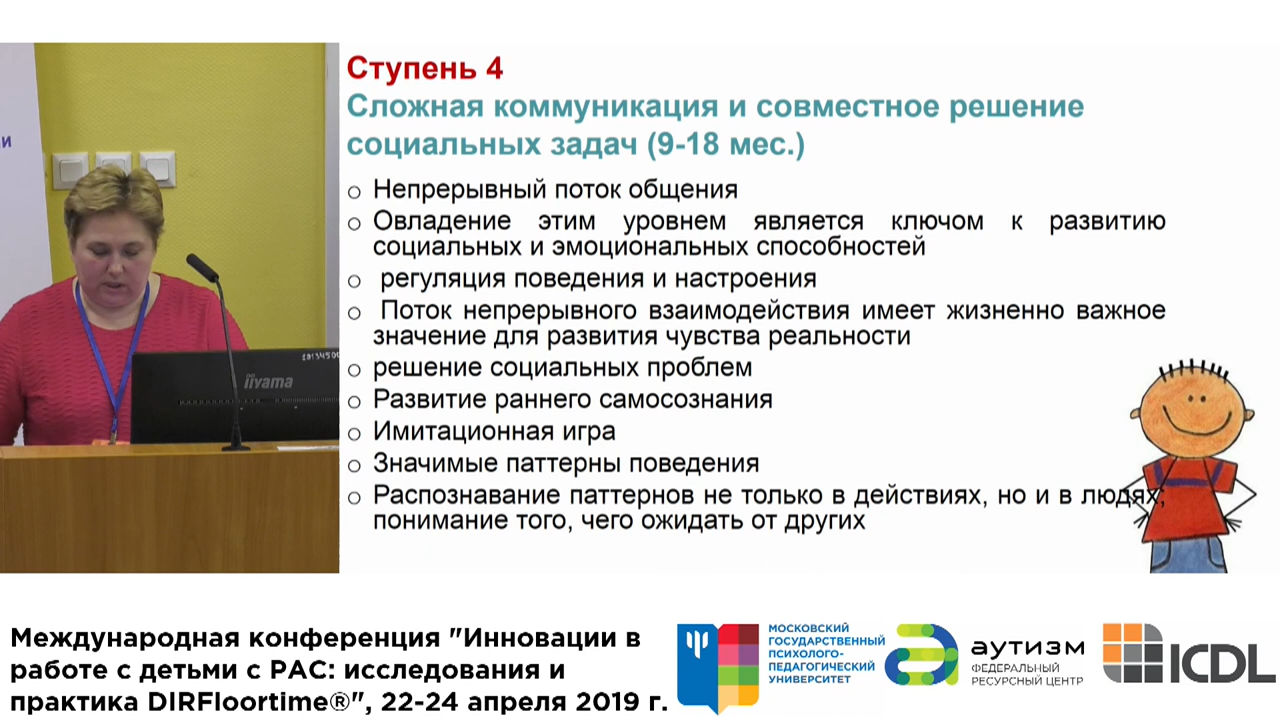 Ступень 4
Сложная коммуникация и совместное решение
социальных задач (9-18 мес.)
Непрерывный поток общения
Овладение этим уровнем является ключом к развитию
социальных и эмоциональных способностей
регуляция поведения и настроения
Поток непрерывного взаимодействия имеет жизненно важное
значение для развития чувства реальности
решение социальных проблем
Развитие раннего самосознания
Имитационная игра
Значимые паттерны поведения
Распознавание паттернов не только в действиях, но и в людях;
понимание того, чего ожидать от других
iiyama
Международная конференция "Инновации в
работе с детьми с РАС: исследования и
практика DIRFloortime®", 22-24 апреля 2019 г.
МОСКОВСКИЙ
ГОСУДАРСТВЕННЫЙ
ПСИХОЛОГО-
ПЕДАГОГИЧЕСКИЙ
УНИВЕРСИТЕТ
аутизм
ФЕДЕРАЛЬНЫЙ
РЕСУРСНЫЙ ЦЕНТР
ICDL